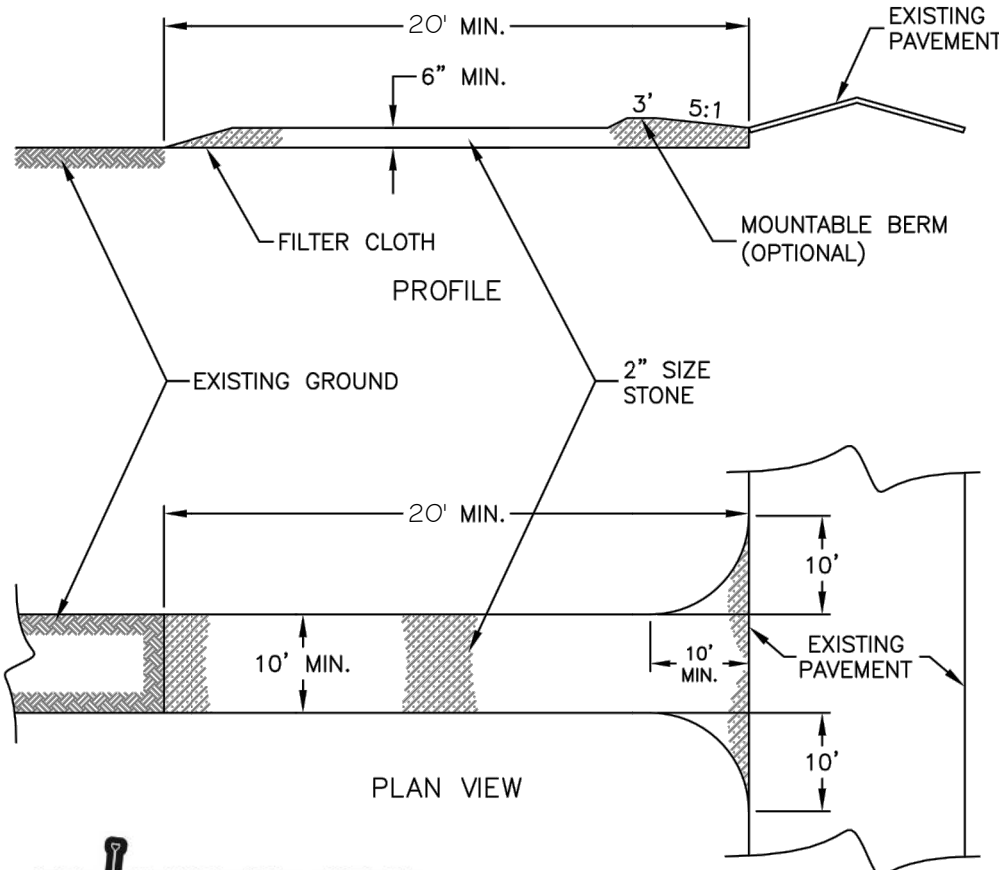 20' MIN.
EXISTING
PAVEMENT
6” MIN.
3'
5:1
FILTER CLOTH
MOUNTABLE BERM
(OPTIONAL)
PROFILE
EXISTING GROUND
2” SIZE
STONE
20' MIN.
10'
10' MIN.
10'
MIN.
EXISTING
PAVEMENT
10'
PLAN VIEW